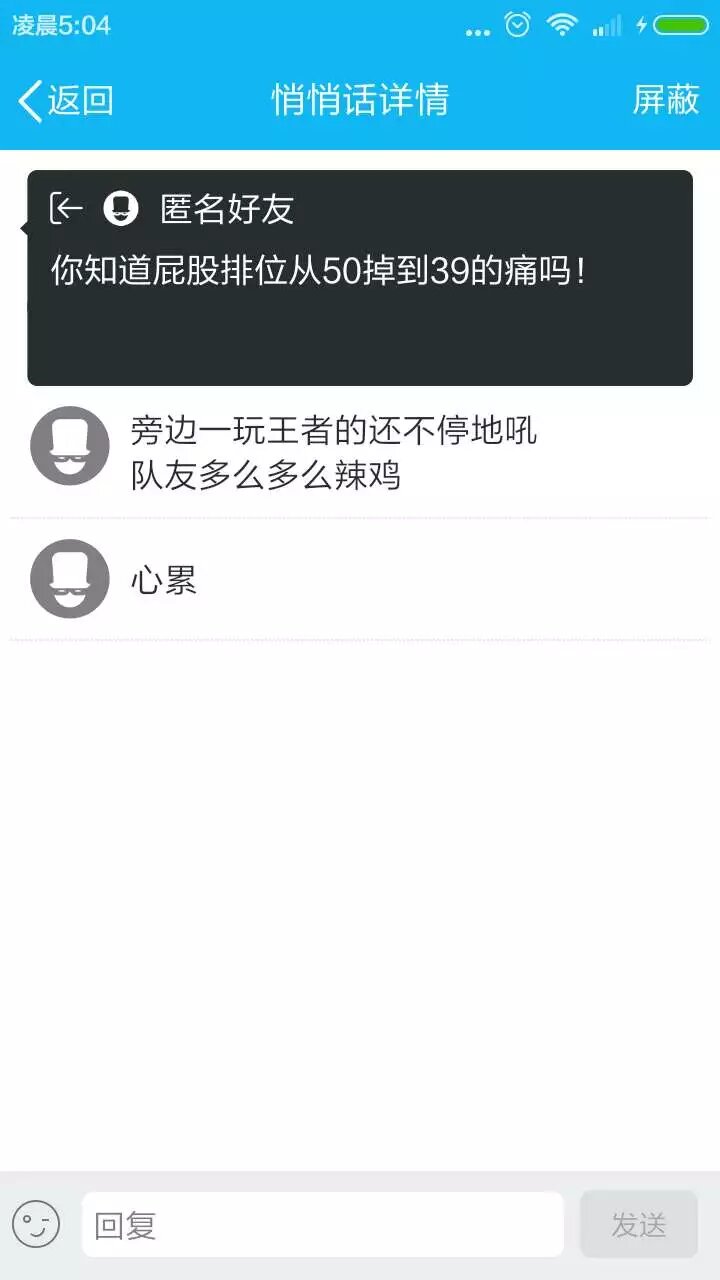 凌晨5:04
返回
悄悄话详情
屏蔽
匿名好友
你知道屁股排位从50掉到39的痛吗!
旁边一玩王者的还不停地吼
队友多么多么辣鸡
心累
回复
发送